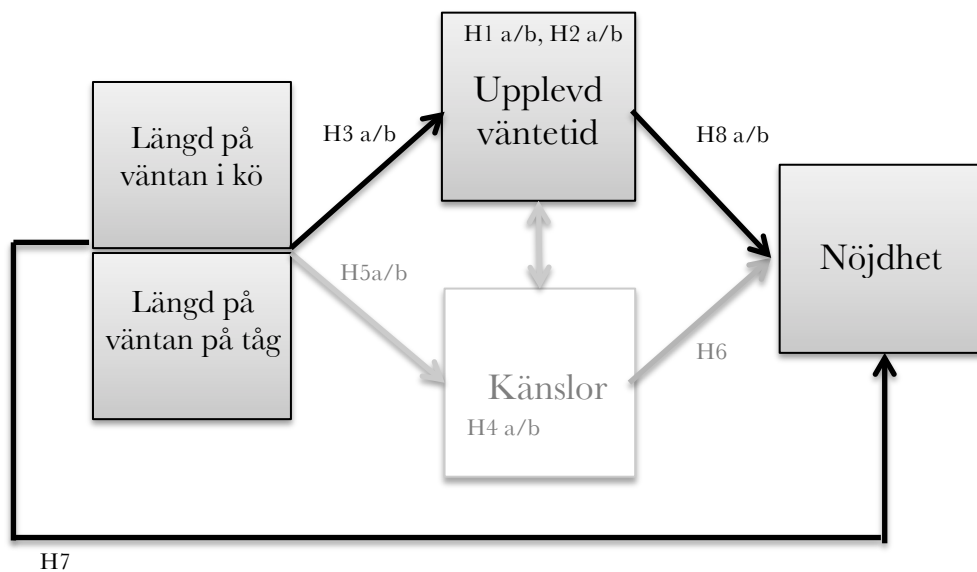 H1 a/b, H2 a/b
Upplevd
väntetid
Längd på
väntan i kö
H3 a/b
H8 a/b
Nöjdhet
Längd på
väntan på tåg
H5a/b
H6
Känslor
H4 a/b
H7